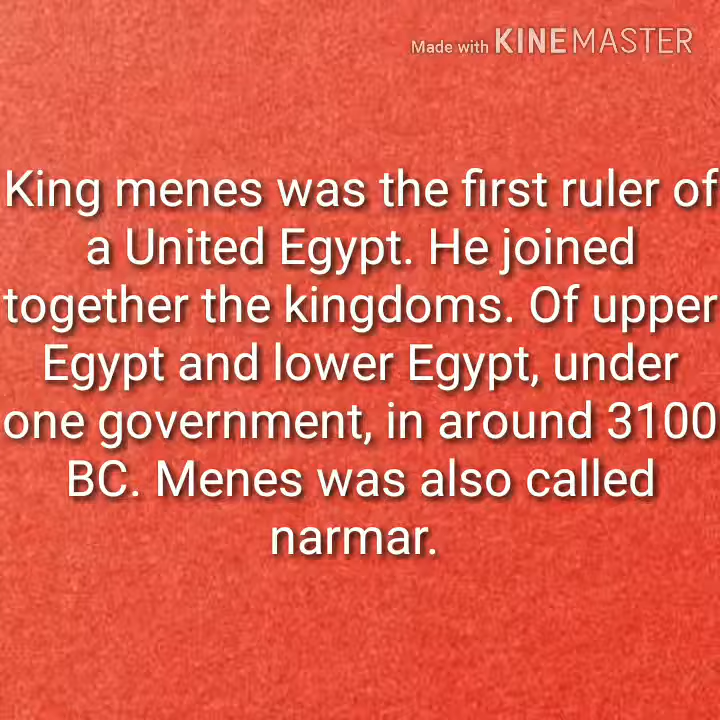 Made with KINEMASTER
King menes was the first ruler of
a United Egypt. He joined
together the kingdoms. Of upper
Egypt and lower Egypt, under
one government, in around 3100
BC. Menes was also called
narmar.